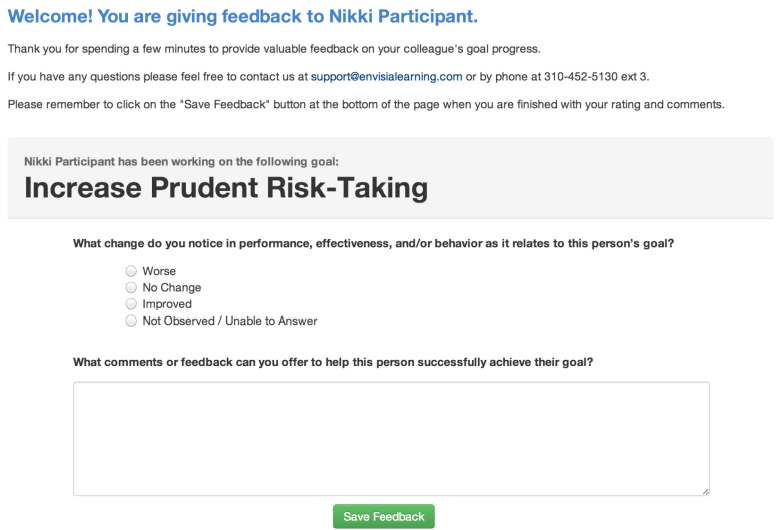 Welcome! You are giving feedback to Nikki Participant.
Thank you for spending a few minutes to provide valuable feedback on your colleague's goal progress.
If you have any questions please feel free to contact us at support@envisialearning.com or by phone at 310-452-5130 ext 3.
Please remember to click on the "Save Feedback" button at the bottom of the page when you are finished with your rating and comments.
Nikki Participant has been working on the following goal:
Increase Prudent Risk-Taking
What change do you notice in performance, effectiveness, and/or behavior as it relates to this person's goal?
Worse
No Change
Improved
Not Observed / Unable to Answer
What comments or feedback can you offer to help this person successfully achieve their goal?
Save Feedback